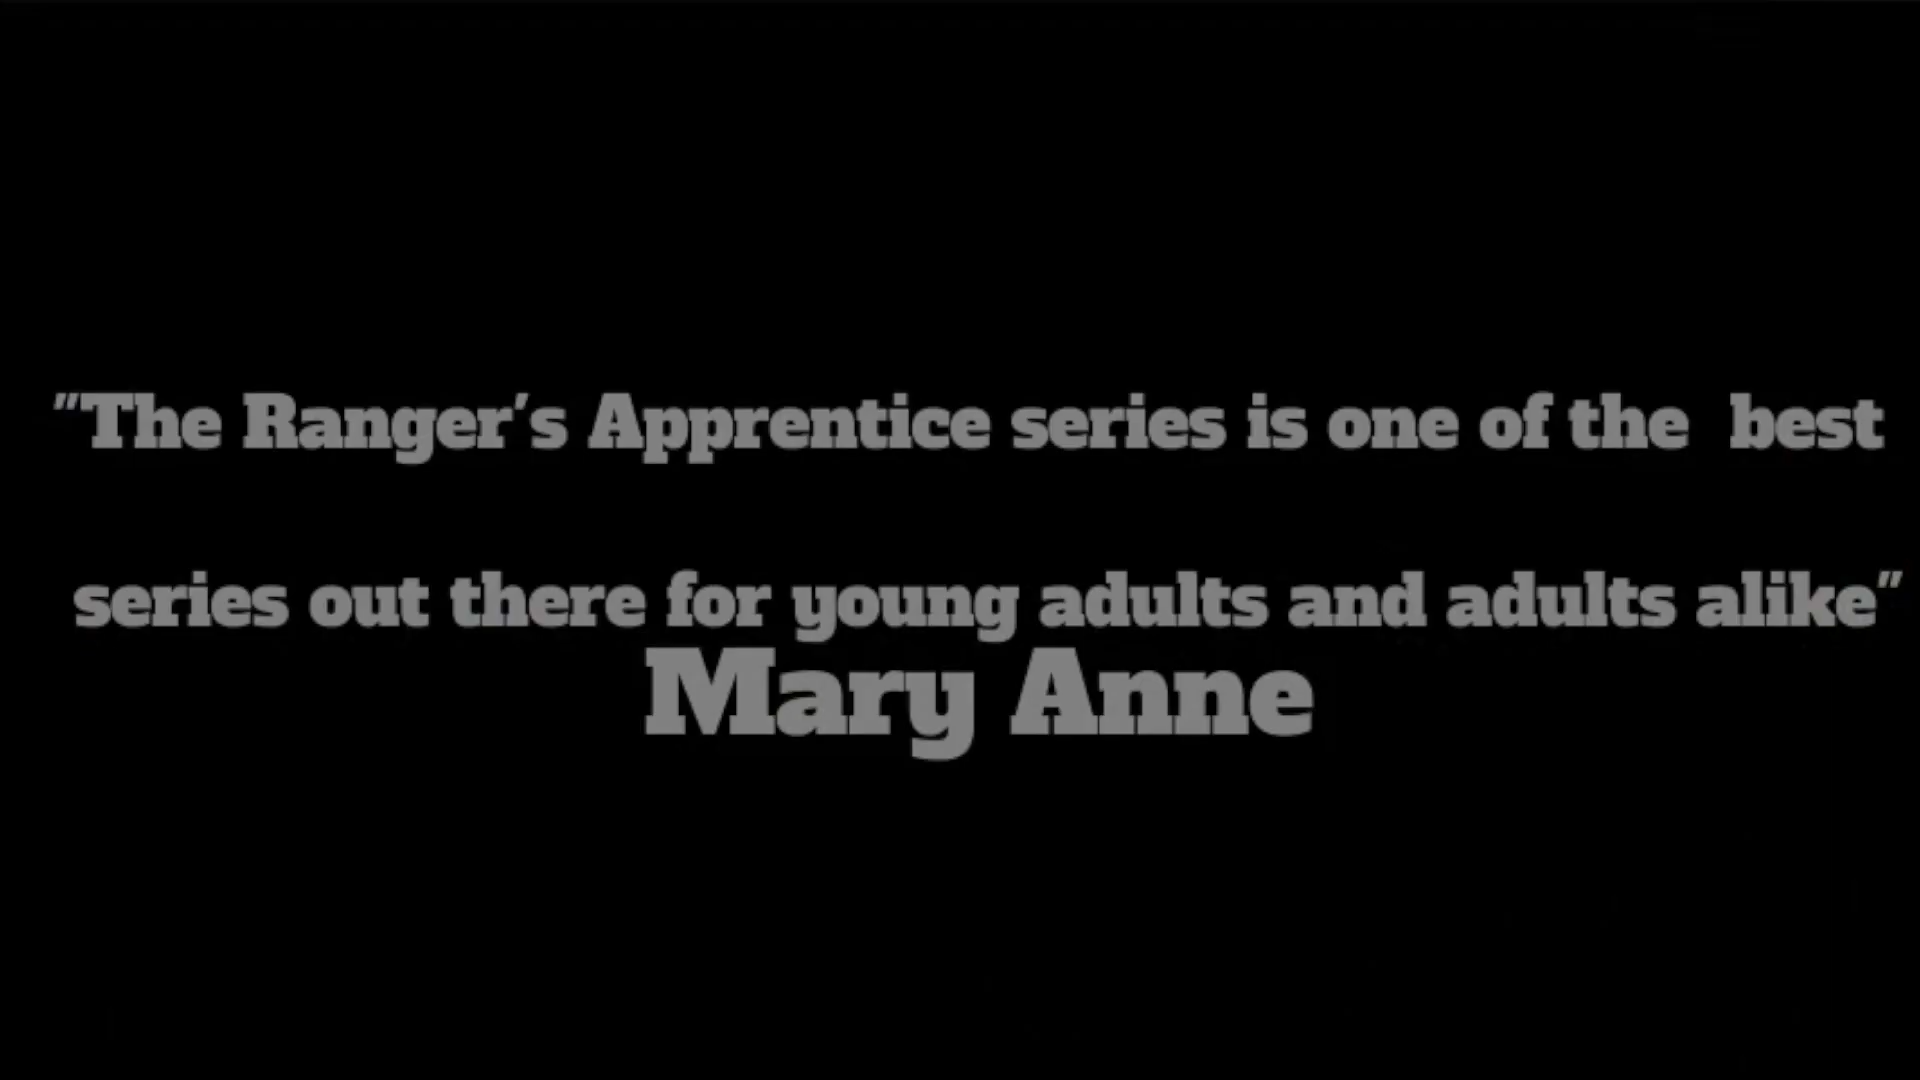 "The Ranger's Apprentice series is one of the  best
series out there for young adults and adults alike"
Mary Anne